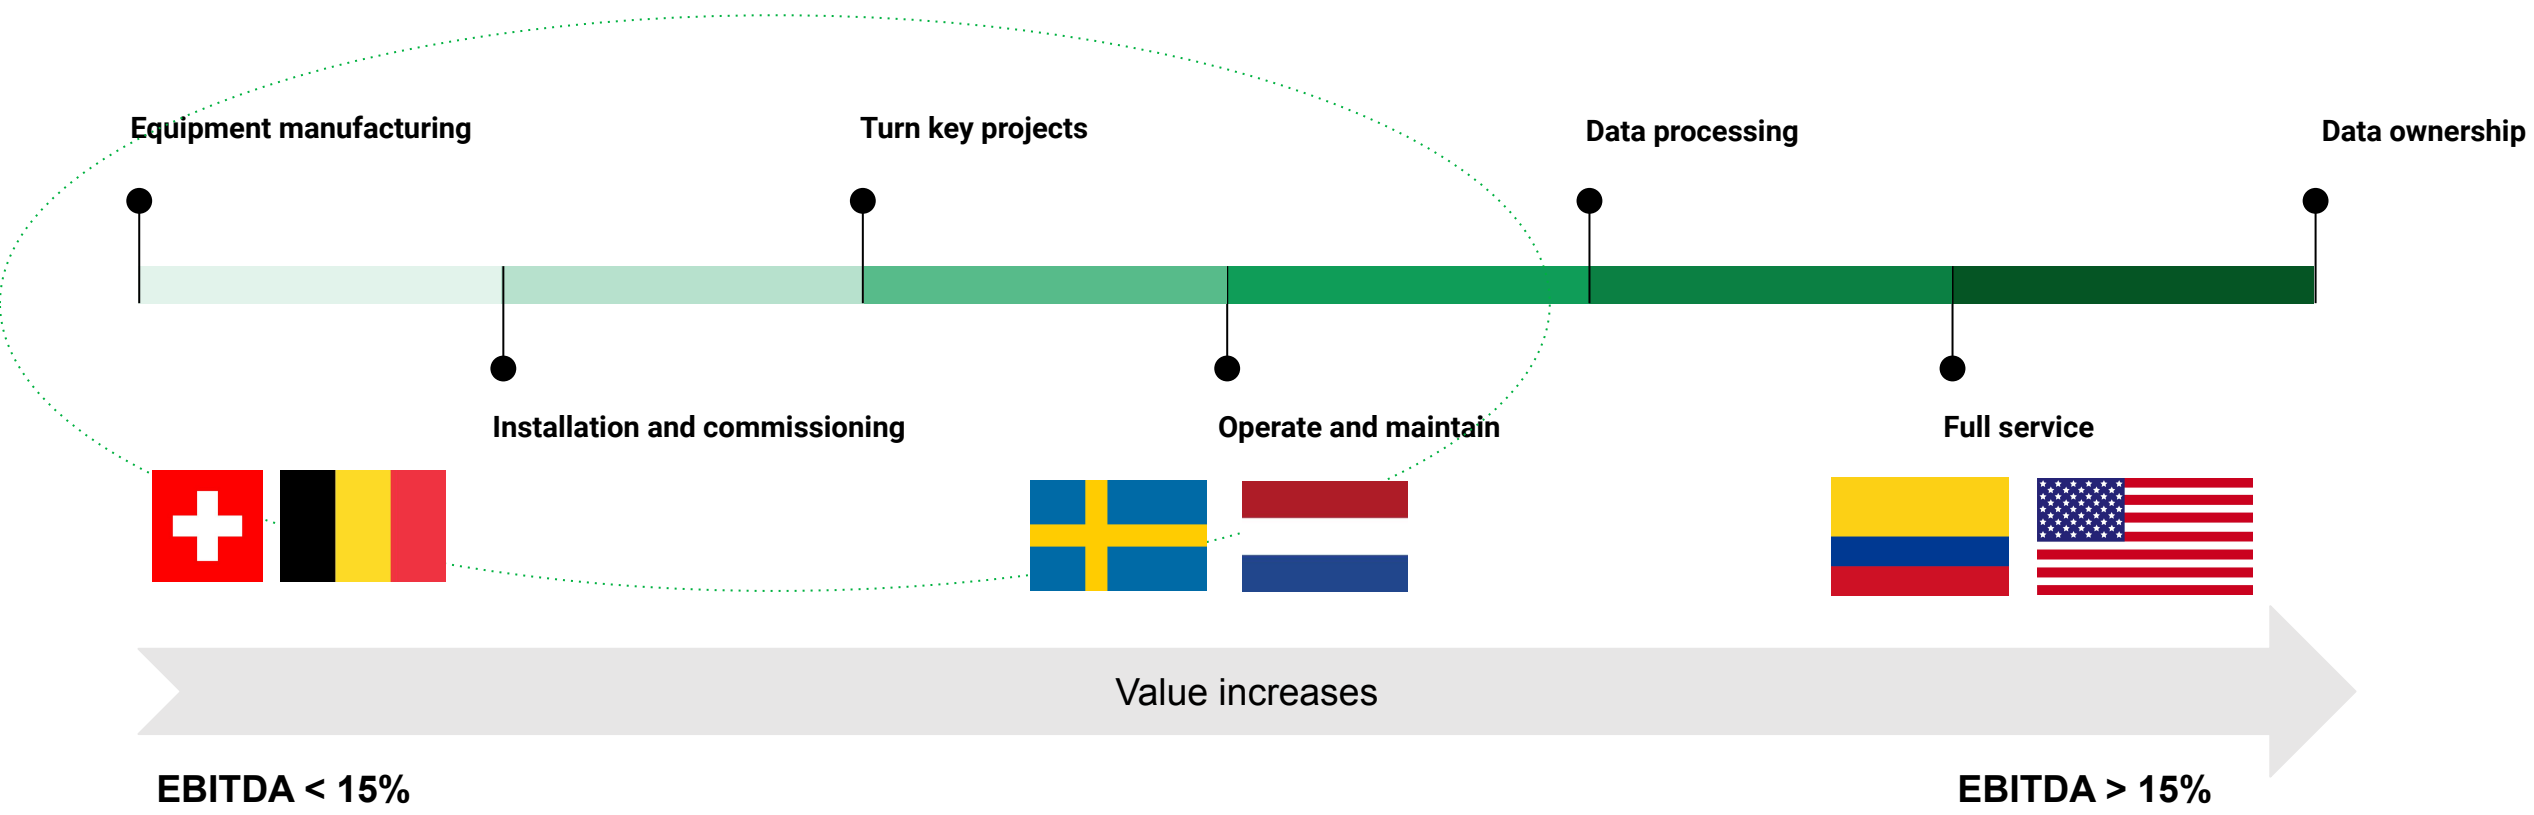 Equipment manufacturing
Turn key projects
Data processing
Data ownership
Installation and commissioning
Operate and maintain
Full service
Value increases
EBITDA < 15%
EBITDA > 15%